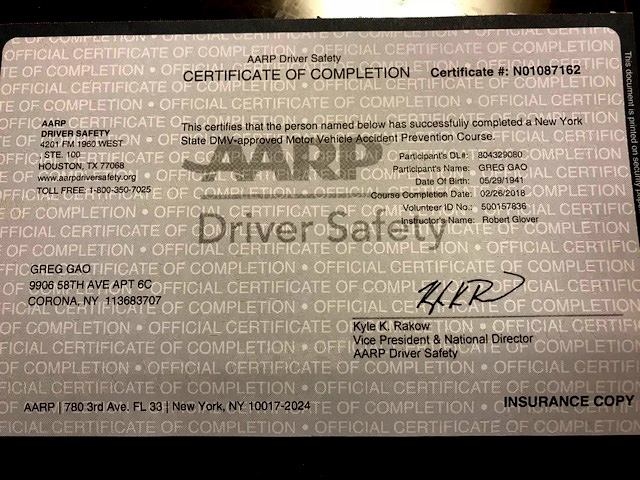 AARP Driver Safety
CERTIFICATE OF COMPLETION
Certificate #: N01087162
AARP
DRIVER SAFETY
4201 FM 1960 WEST
STE. 100
HOUSTON, TX 77068
www.aarpdriversafety.org
TOLL FREE: 1-800-350-7025
This certifies that the person named below has successfully completed a New York
State DMV-approved Motor Vehicle Accident Prevention Course.
AARP
Driver Safety
Participant's DL#: 804329080
Participant's Name: GREG GAO
Date Of Birth: 05/29/1941
Course Completion Date: 02/26/2018
Volunteer ID No.: 500157836
Instructor's Name: Robert Glover
GREG GAO
9906 58TH AVE APT 6C
CORONA, NY 113683707
Kyle K. Rakow
Vice President & National Director
AARP Driver Safety
AARP | 780 3rd Ave. FL 33 | New York, NY 10017-2024
INSURANCE COPY
This document is printed on